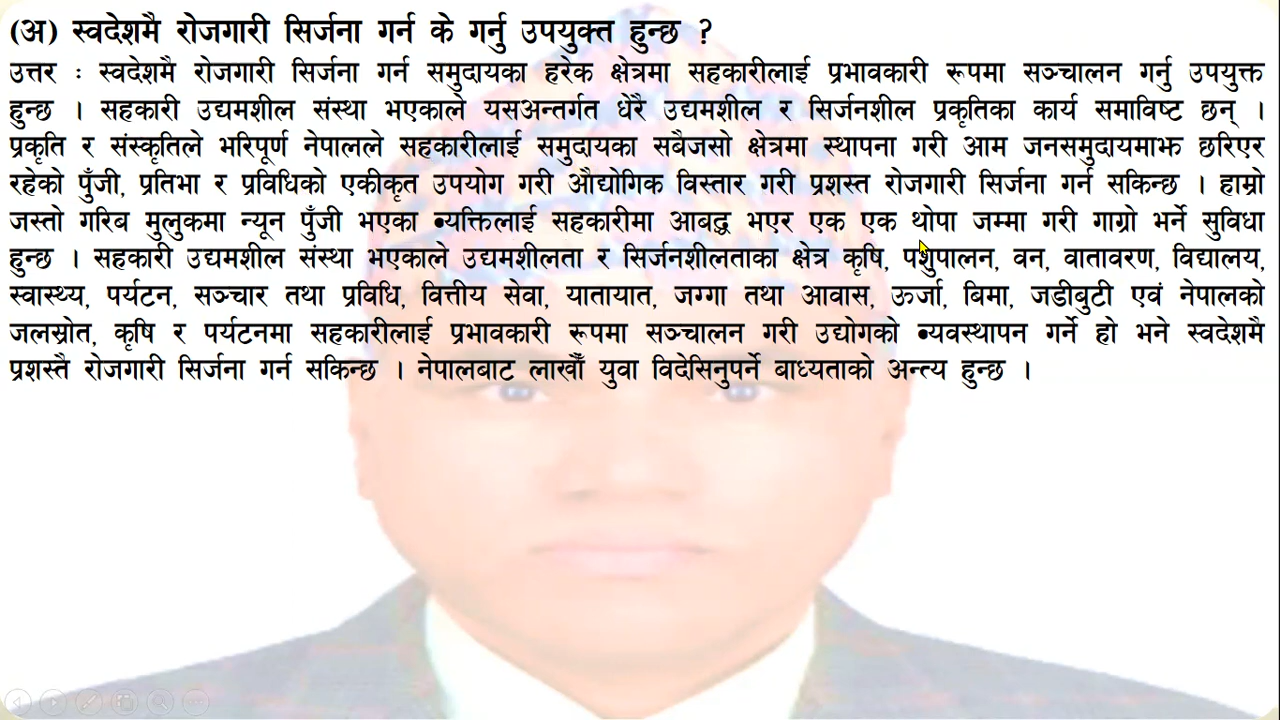 (अ) स्वदेशमै रोजगारी सिर्जना गर्न के गर्नु उपयुक्त हुन्छ ?
उत्तर : स्वदेशमै रोजगारी सिर्जना गर्न समुदायका हरेक क्षेत्रमा सहकारीलाई प्रभावकारी रूपमा सञ्चालन गर्नु उपयुक्त
हुन्छ । सहकारी उद्यमशील संस्था भएकाले यसअन्तर्गत धेरै उद्यमशील र सिर्जनशील प्रकृतिका कार्य समाविष्ट छन् ।
प्रकृति र संस्कृतिले भरिपूर्ण नेपालले सहकारीलाई समुदायका सबैजसो क्षेत्रमा स्थापना गरी आम जनसमुदायमाझ छरिएर
रहेको पुँजी, प्रतिभा र प्रविधिको एकीकृत उपयोग गरी औद्योगिक विस्तार गरी प्रशस्त रोजगारी सिर्जना गर्न सकिन्छ । हाम्रो
जस्तो गरिब मुलुकमा न्यून पुँजी भएका ●यक्तिलाई सहकारीमा आबद्ध भएर एक एक थोपा जम्मा गरी गाग्रो भर्ने सुविधा
हुन्छ । सहकारी उद्यमशील संस्था भएकाले उद्यमशीलता र सिर्जनशीलताका क्षेत्र कृषि, पशुपालन, वन, वातावरण, विद्यालय,
स्वास्थ्य, पर्यटन, सञ्चार तथा प्रविधि, वित्तीय सेवा, यातायात, जग्गा तथा आवास, ऊर्जा, बिमा, जडीबुटी एवं नेपालको
जलस्रोत, कृषि र पर्यटनमा सहकारीलाई प्रभावकारी रूपमा सञ्चालन गरी उद्योगको ●यवस्थापन गर्ने हो भने स्वदेशमै
प्रशस्तै रोजगारी सिर्जना गर्न सकिन्छ । नेपालबाट लाखौँ युवा विदेसिनुपर्ने बाध्यताको अन्त्य हुन्छ ।